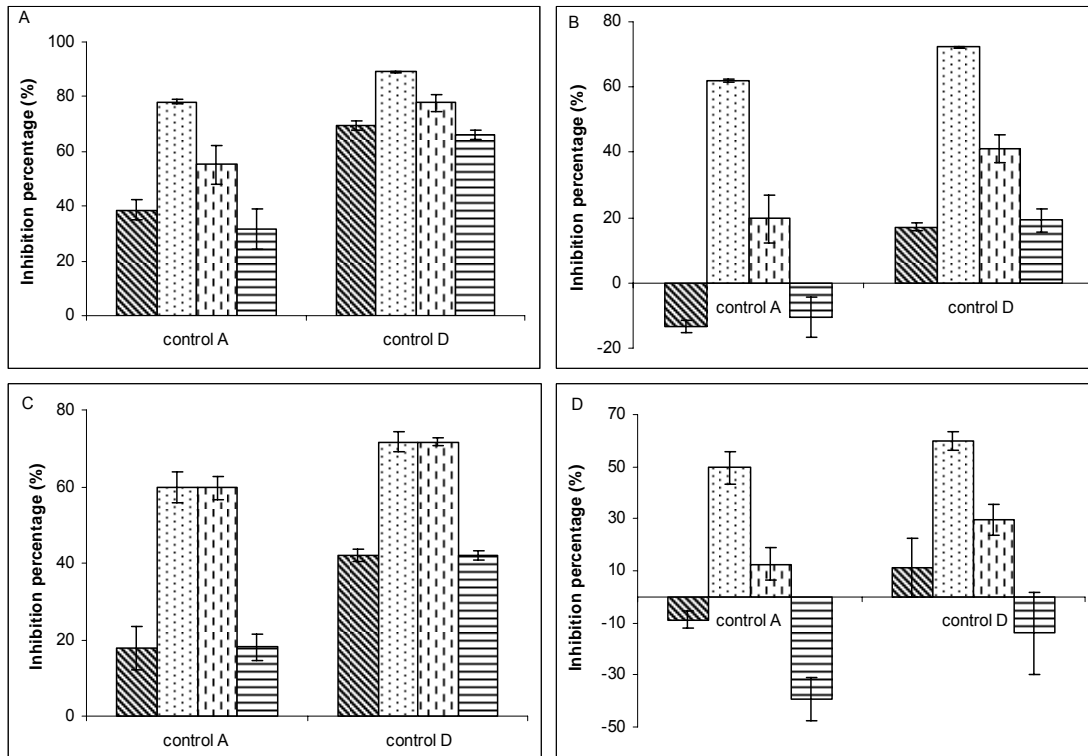 A
Inhibition percentage (%)
100
80
60
40
20
0
control A
control D
B
Inhibition percentage (%)
80
60
40
20
0
-20
control A
control D
C
Inhibition percentage (%)
80
60
40
20
0
control A
control D
D
Inhibition percentage (%)
70
50
30
10
-10
-30
-50
control A
control D